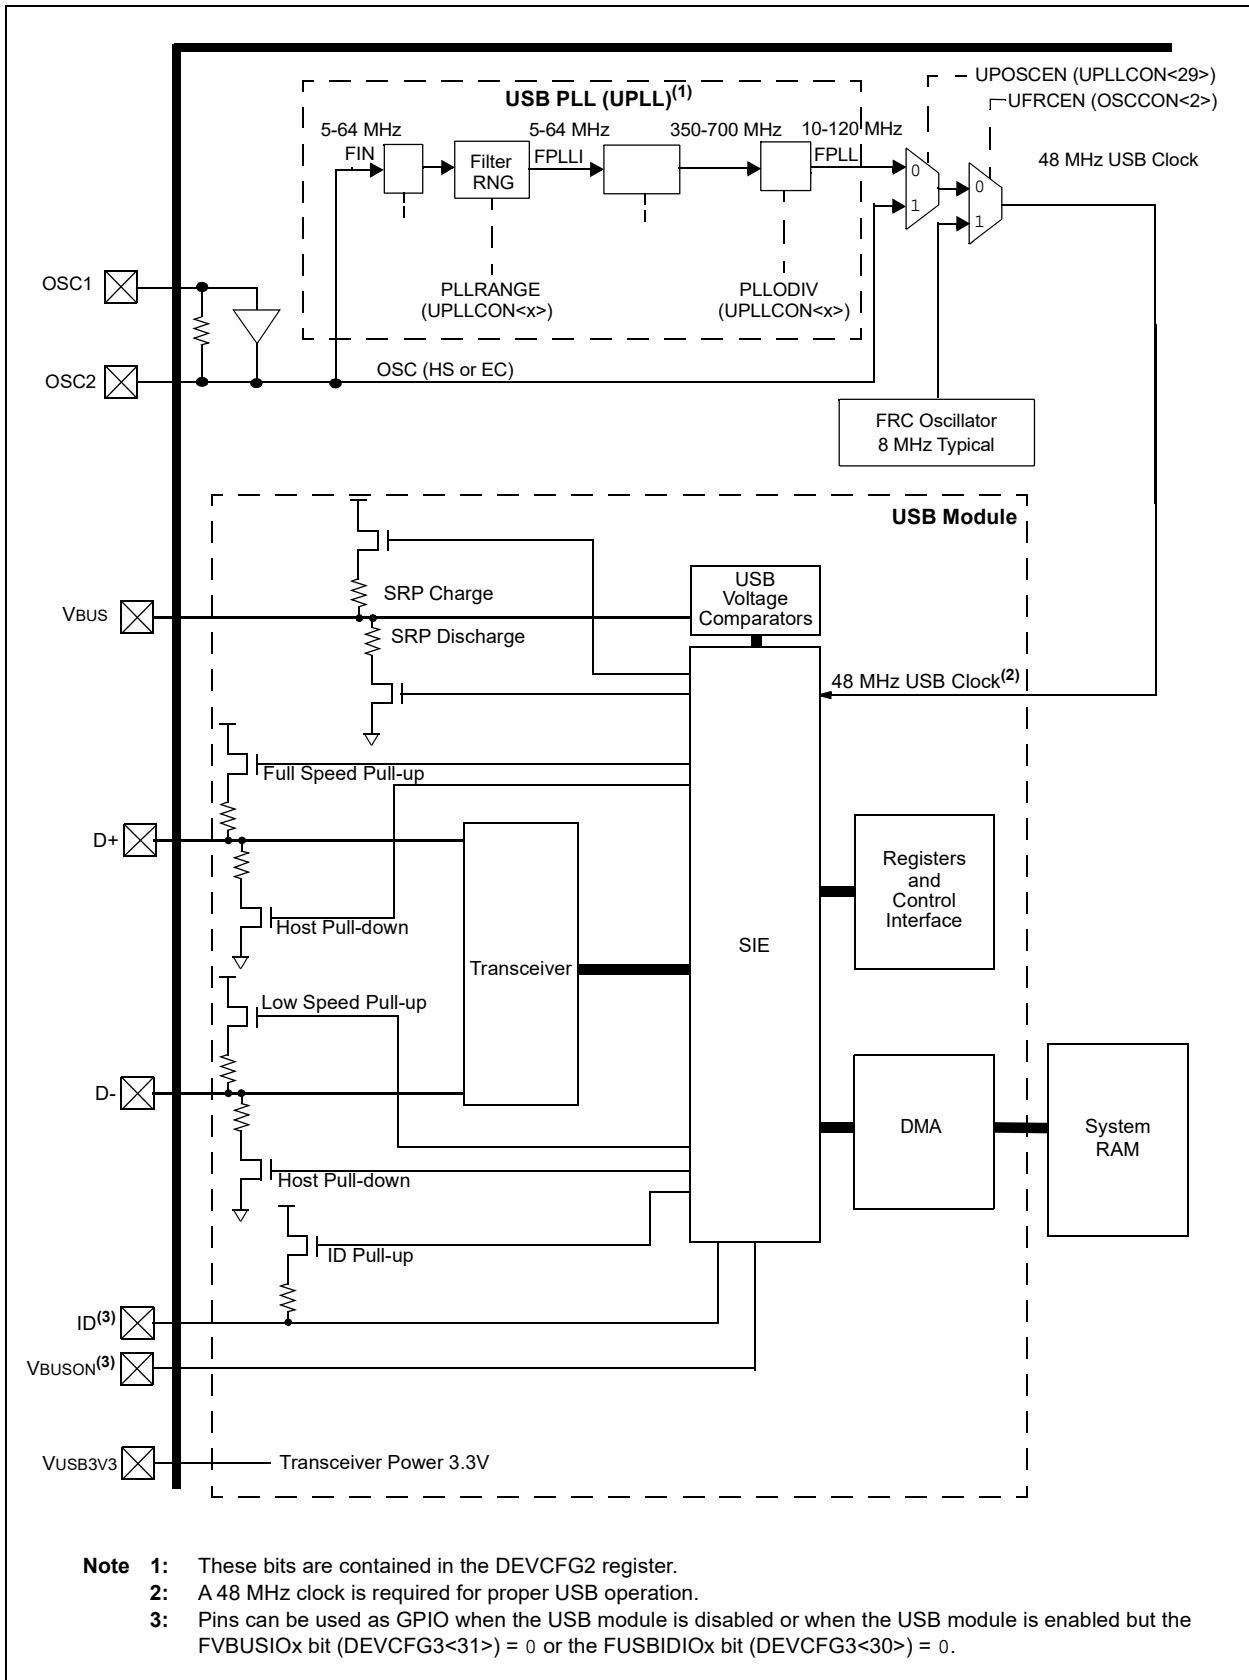 UPOSCEN (UPLLCON<29>)
USB PLL (UPLL)(1)
UFRCEN (OSCCON<2>)
5-64 MHz
5-64 MHz
350-700 MHz
10-120 MHz
FIN
Filter
RNG
FPLLI
FPLL
48 MHz USB Clock
0
1
0
1
OSC1
PLLRANGE
(UPLLCON<x>)
PLLODIV
(UPLLCON<x>)
OSC2
OSC (HS or EC)
FRC Oscillator
8 MHz Typical
USB Module
USB
Voltage
Comparators
SRP Charge
VBUS
SRP Discharge
48 MHz USB Clock(2)
Full Speed Pull-up
D+
Registers
and
Control
Interface
Host Pull-down
SIE
Transceiver
Low Speed Pull-up
D-
DMA
System
RAM
Host Pull-down
ID Pull-up
ID(3)
VBUSON(3)
VUSB3V3
Transceiver Power 3.3V
Note 1: These bits are contained in the DEVCFG2 register.
2: A 48 MHz clock is required for proper USB operation.
3: Pins can be used as GPIO when the USB module is disabled or when the USB module is enabled but the
FVBUSIOx bit (DEVCFG3<31>) = 0 or the FUSBIDIOx bit (DEVCFG3<30>) = 0.